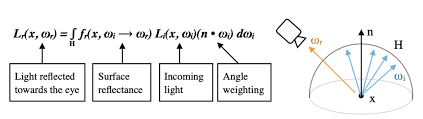 Lr(x, ωr) = ∫H fr(x, ωi ⟶ ωr) Li(x, ωi)(n • ωi) dωi
Light reflected
towards the eye
Surface
reflectance
Incoming
light
Angle
weighting
ωr
n
H
ωi
x